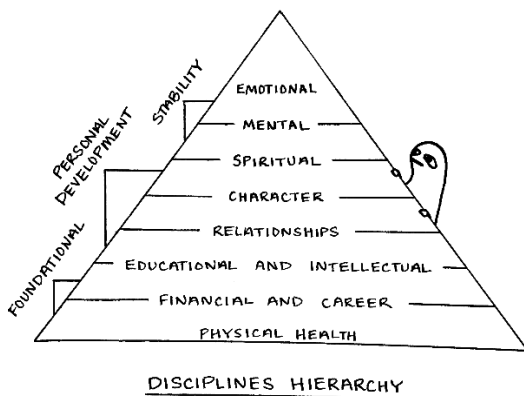 EMOTIONAL
MENTAL
SPIRITUAL
CHARACTER
RELATIONSHIPS
EDUCATIONAL AND INTELLECTUAL
FINANCIAL AND CAREER
PHYSICAL HEALTH
STABILITY
PERSONAL
DEVELOPMENT
FOUNDATIONAL
DISCIPLINES HIERARCHY